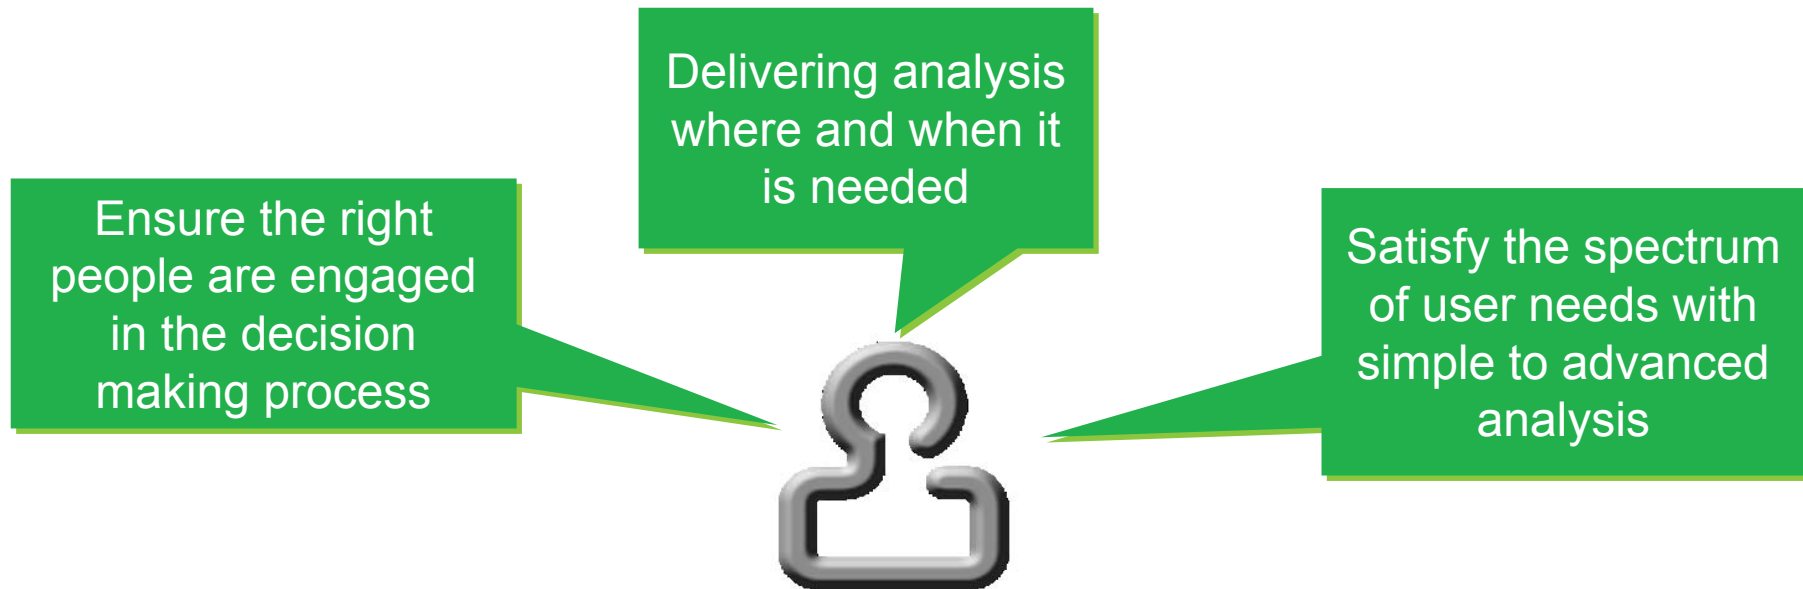 Ensure the right
people are engaged
in the decision
making process
Delivering analysis
where and when it
is needed
Satisfy the spectrum
of user needs with
simple to advanced
analysis